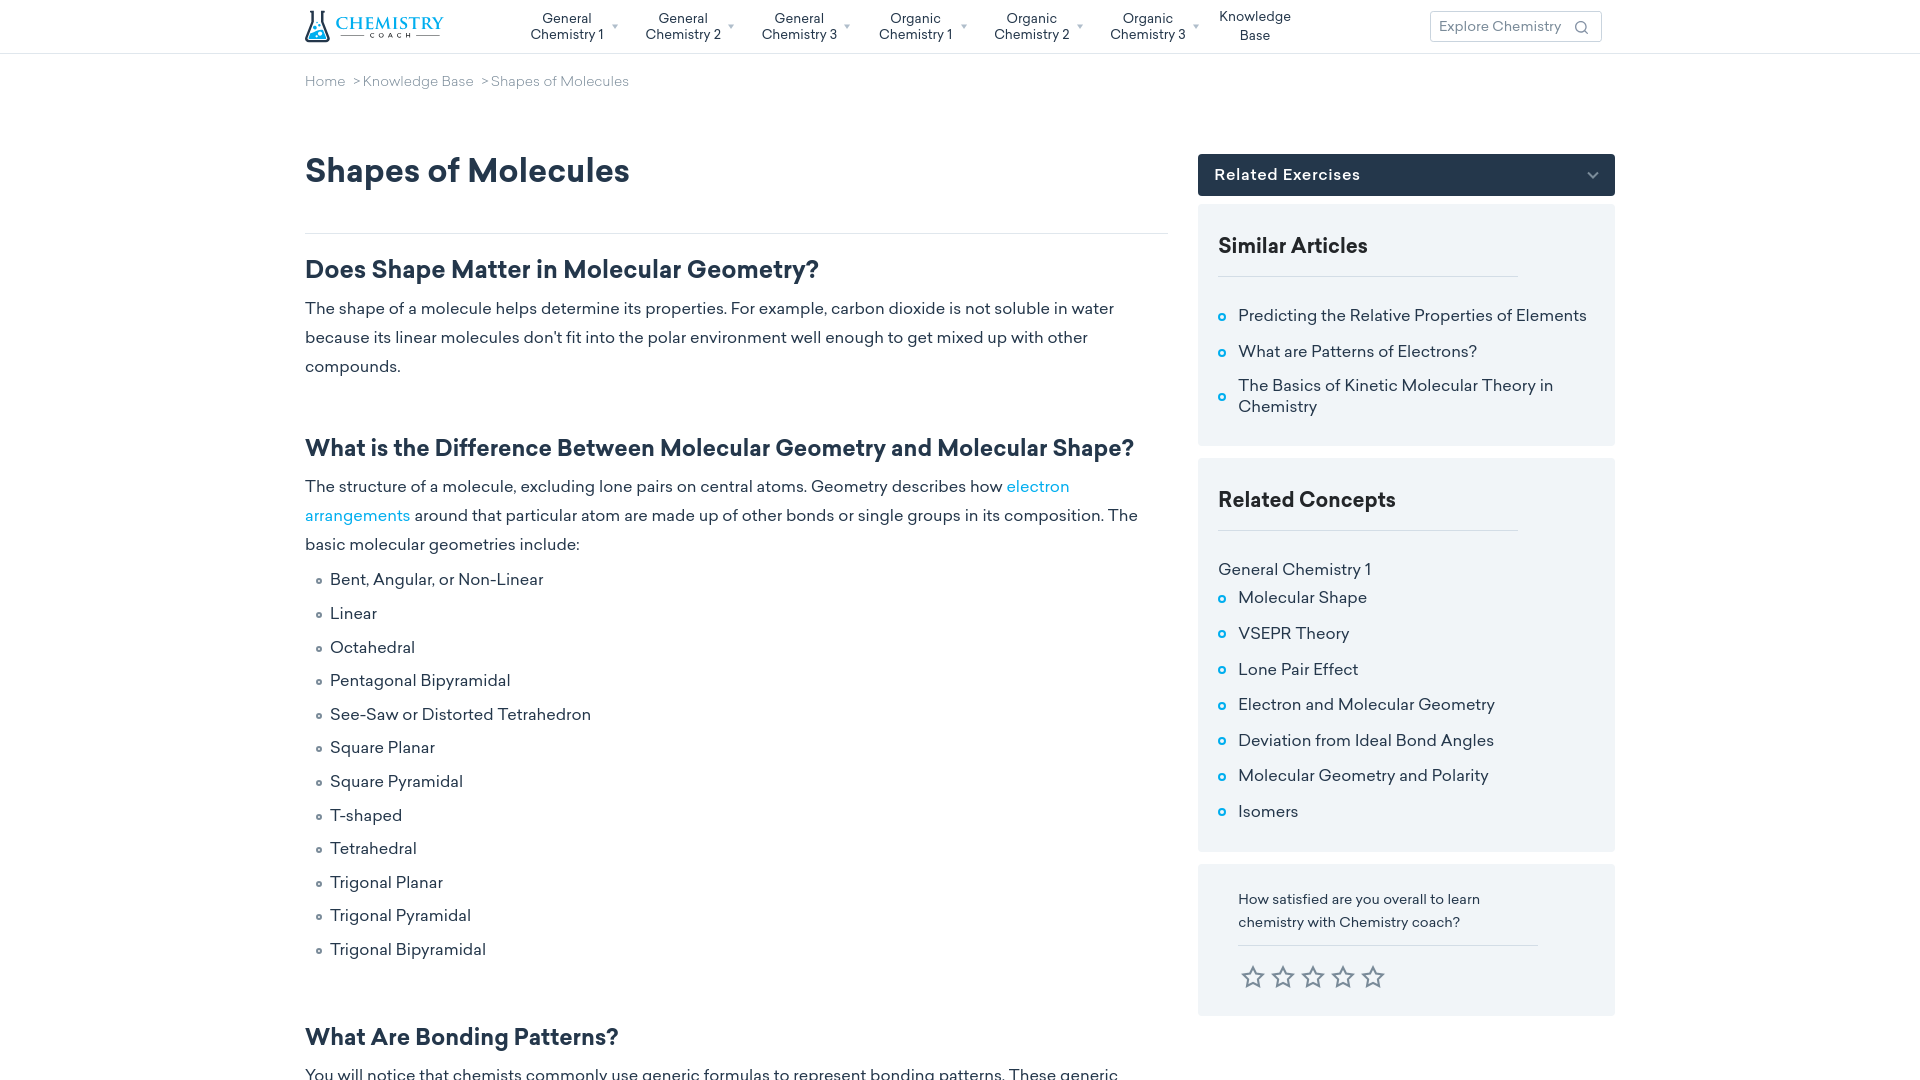 CHEMISTRY
COACH
General
Chemistry 1
General
Chemistry 2
General
Chemistry 3
Organic
Chemistry 1
Organic
Chemistry 2
Organic
Chemistry 3
Knowledge
Base
Explore Chemistry
Home > Knowledge Base > Shapes of Molecules
Shapes of Molecules
Does Shape Matter in Molecular Geometry?
The shape of a molecule helps determine its properties. For example, carbon dioxide is not soluble in water
because its linear molecules don't fit into the polar environment well enough to get mixed up with other
compounds.
What is the Difference Between Molecular Geometry and Molecular Shape?
The structure of a molecule, excluding lone pairs on central atoms. Geometry describes how electron
arrangements around that particular atom are made up of other bonds or single groups in its composition. The
basic molecular geometries include:
Bent, Angular, or Non-Linear
Linear
Octahedral
Pentagonal Bipyramidal
See-Saw or Distorted Tetrahedron
Square Planar
Square Pyramidal
T-shaped
Tetrahedral
Trigonal Planar
Trigonal Pyramidal
Trigonal Bipyramidal
What Are Bonding Patterns?
You will notice that chemists commonly use generic formulas to represent bonding patterns. These generic
Related Exercises
Similar Articles
Predicting the Relative Properties of Elements
What are Patterns of Electrons?
The Basics of Kinetic Molecular Theory in
Chemistry
Related Concepts
General Chemistry 1
Molecular Shape
VSEPR Theory
Lone Pair Effect
Electron and Molecular Geometry
Deviation from Ideal Bond Angles
Molecular Geometry and Polarity
Isomers
How satisfied are you overall to learn
chemistry with Chemistry coach?